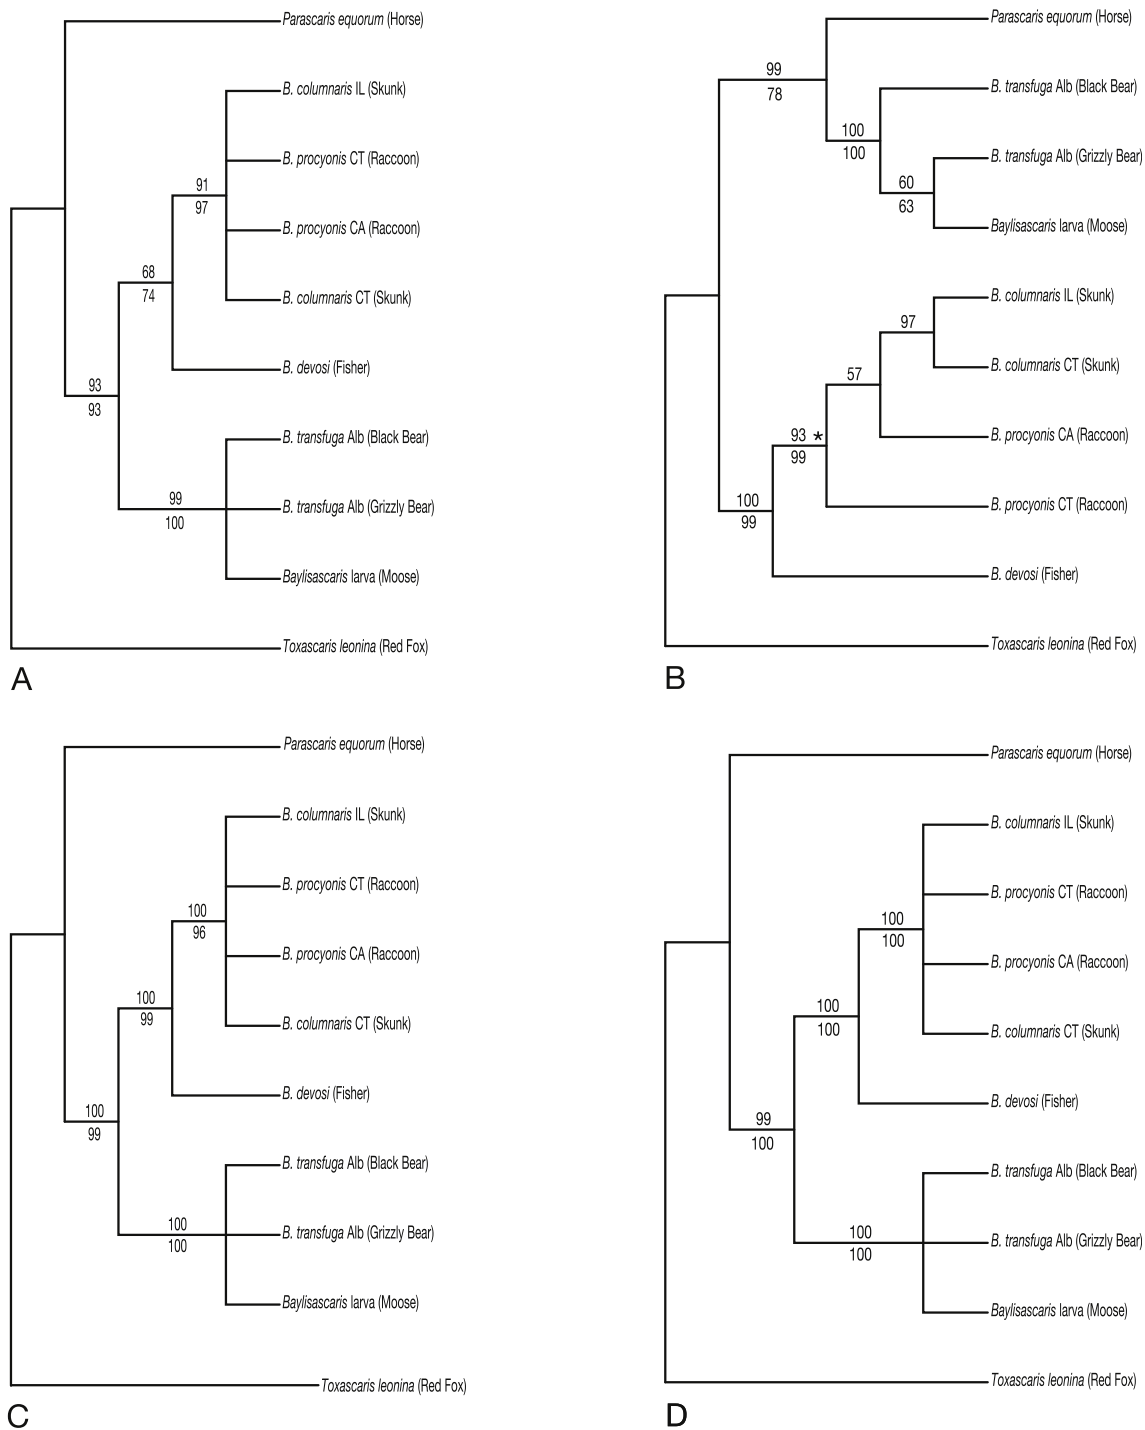 Parascaris equorum (Horse)
B. columnaris IL (Skunk)
91
B. procyonis CT (Raccoon)
97
B. procyonis CA (Raccoon)
68
74
B. columnaris CT (Skunk)
B. devosi (Fisher)
93
93
B. transfuga Alb (Black Bear)
99
100
B. transfuga Alb (Grizzly Bear)
Baylisascaris larva (Moose)
Toxascaris leonina (Red Fox)
A
Parascaris equorum (Horse)
99
78
B. transfuga Alb (Black Bear)
100
100
B. transfuga Alb (Grizzly Bear)
60
63
Baylisascaris larva (Moose)
B. columnaris IL (Skunk)
97
B. columnaris CT (Skunk)
57
B. procyonis CA (Raccoon)
93 *
99
B. procyonis CT (Raccoon)
100
99
B. devosi (Fisher)
Toxascaris leonina (Red Fox)
B
Parascaris equorum (Horse)
B. columnaris IL (Skunk)
B. procyonis CT (Raccoon)
100
96
B. procyonis CA (Raccoon)
100
99
B. columnaris CT (Skunk)
B. devosi (Fisher)
100
99
B. transfuga Alb (Black Bear)
100
100
B. transfuga Alb (Grizzly Bear)
Baylisascaris larva (Moose)
Toxascaris leonina (Red Fox)
C
Parascaris equorum (Horse)
B. columnaris IL (Skunk)
B. procyonis CT (Raccoon)
100
100
B. procyonis CA (Raccoon)
100
100
B. columnaris CT (Skunk)
B. devosi (Fisher)
99
100
B. transfuga Alb (Black Bear)
100
100
B. transfuga Alb (Grizzly Bear)
Baylisascaris larva (Moose)
Toxascaris leonina (Red Fox)
D